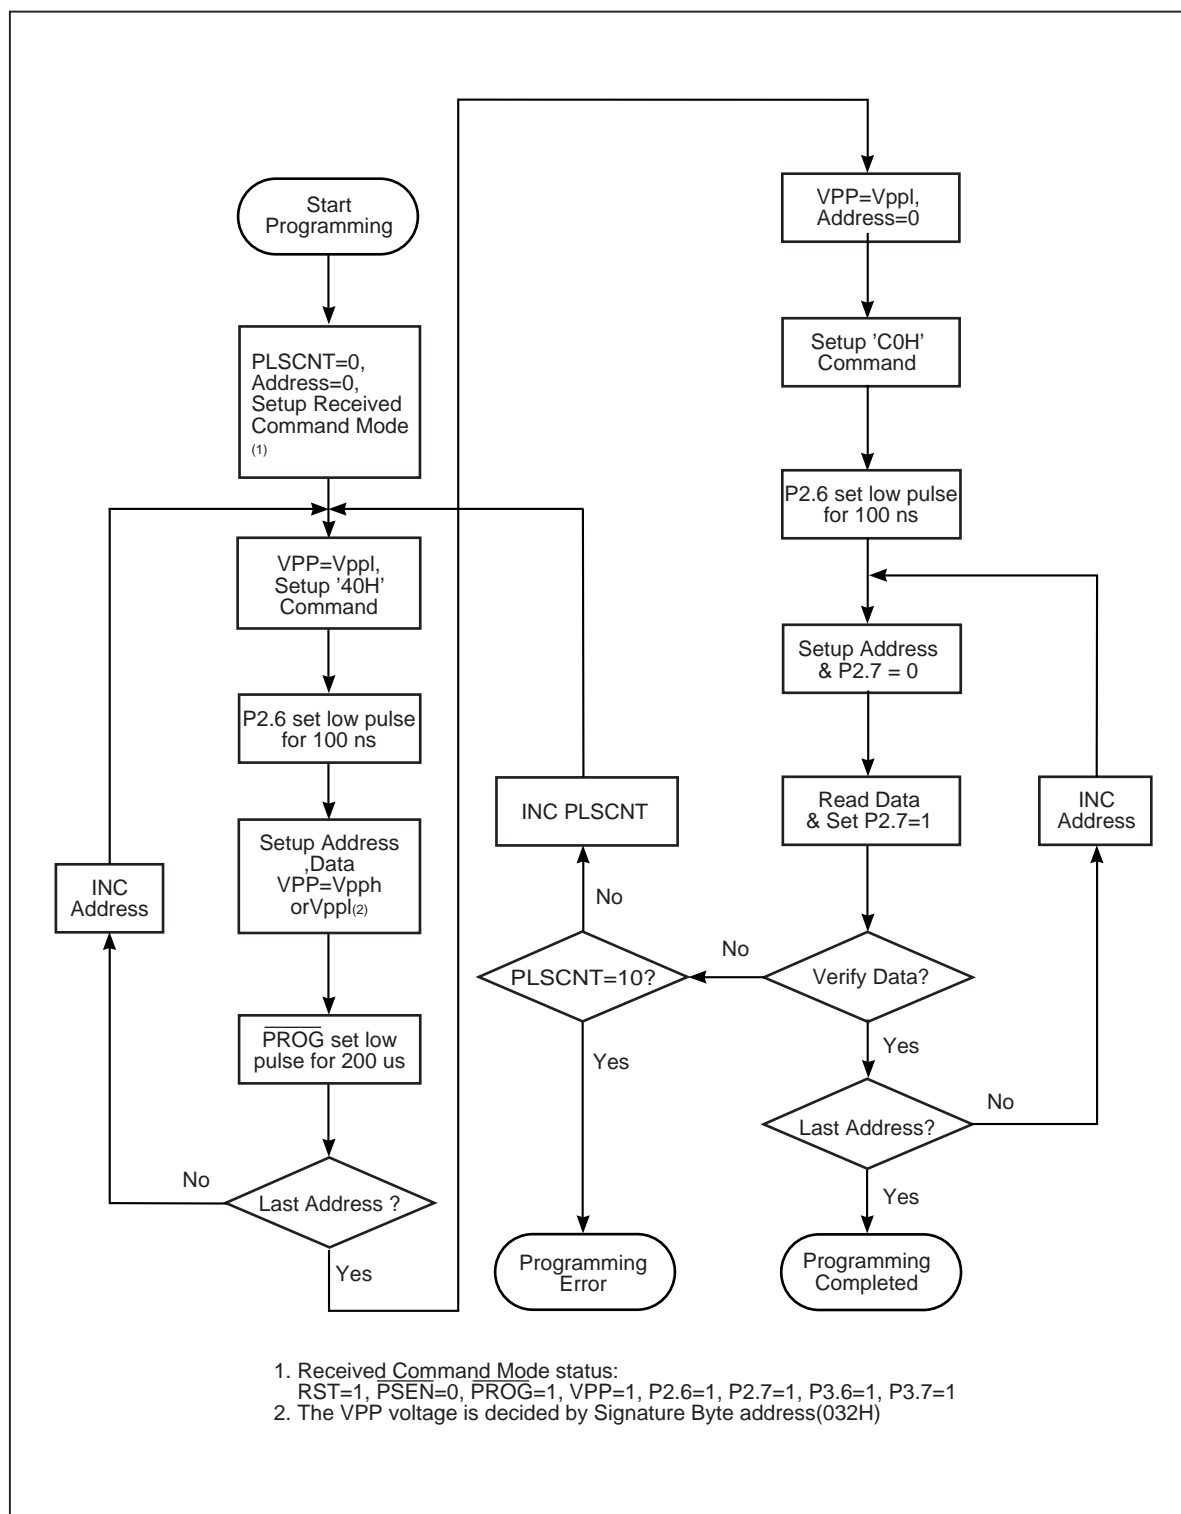 Start
Programming
PLSCNT=0,
Address=0,
Setup Received
Command Mode
(1)
VPP=Vppl,
Setup '40H'
Command
P2.6 set low pulse
for 100 ns
Setup Address
,Data
VPP=Vpph
orVppl(2)
INC
Address
PROG set low
pulse for 200 us
No
Last Address ?
Yes
VPP=Vppl,
Address=0
Setup 'C0H'
Command
P2.6 set low pulse
for 100 ns
Setup Address
& P2.7 = 0
Read Data
& Set P2.7=1
INC
Address
INC PLSCNT
No
PLSCNT=10?
No
Verify Data?
Yes
Yes
Last Address?
No
Yes
Programming
Error
Programming
Completed
1. Received Command Mode status:
RST=1, PSEN=0, PROG=1, VPP=1, P2.6=1, P2.7=1, P3.6=1, P3.7=1
2. The VPP voltage is decided by Signature Byte address(032H)